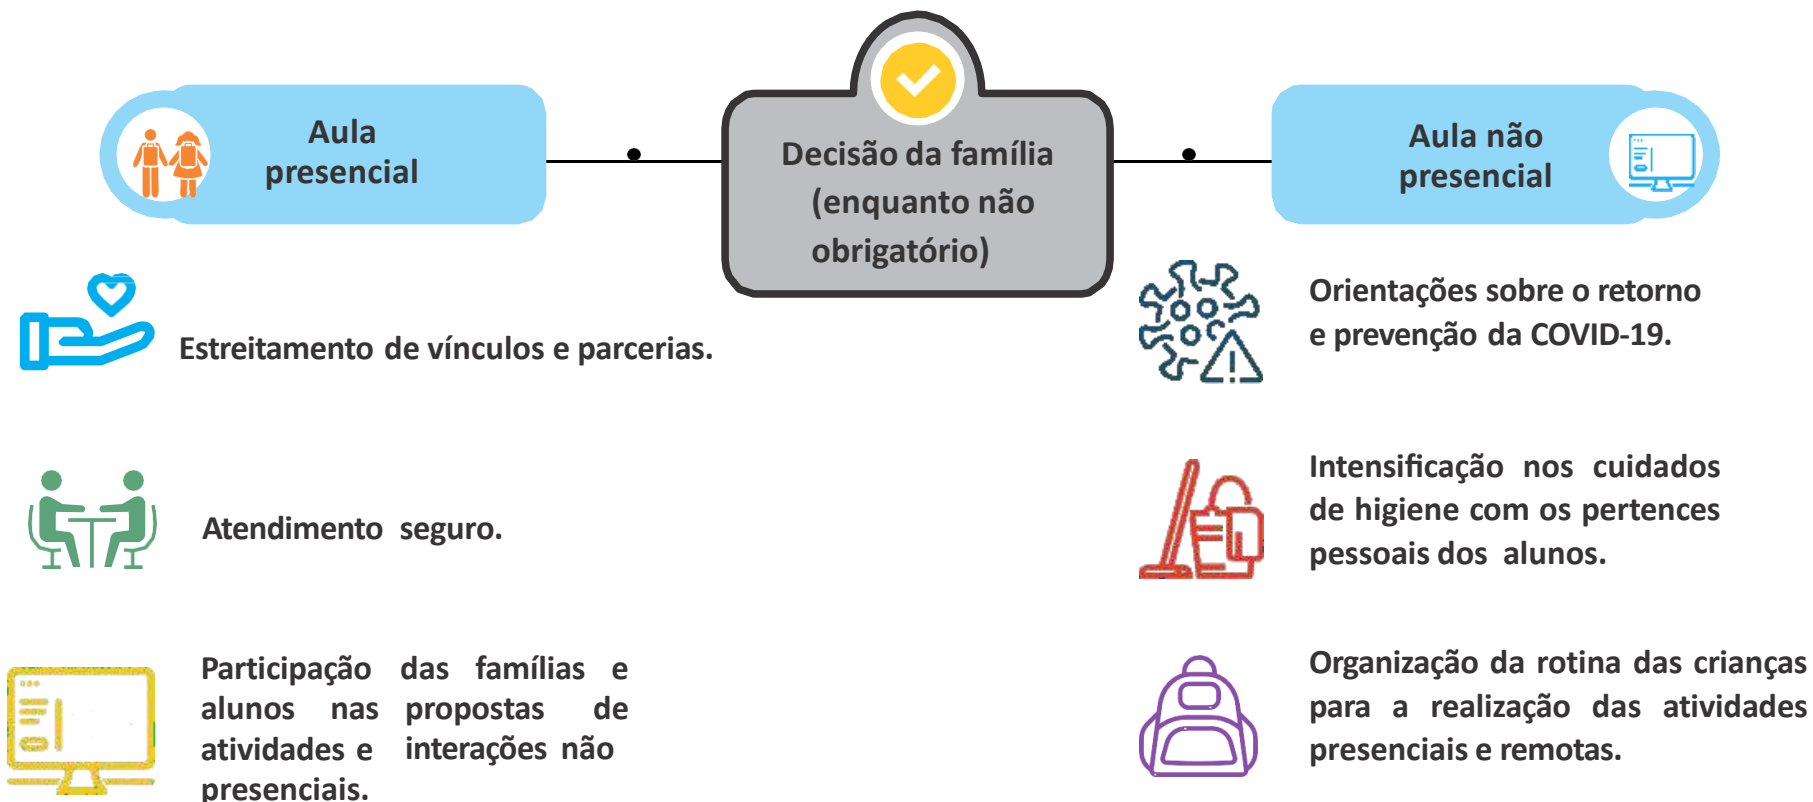 Aula
presencial
Decisão da família
(enquanto não
obrigatório)
Aula não
presencial
Estreitamento de vínculos e parcerias.
Atendimento seguro.
Participação das famílias e
alunos nas propostas de
atividades e interações não
presenciais.
Orientações sobre o retorno
e prevenção da COVID-19.
Intensificação nos cuidados
de higiene com os pertences
pessoais dos alunos.
Organização da rotina das crianças
para a realização das atividades
presenciais e remotas.